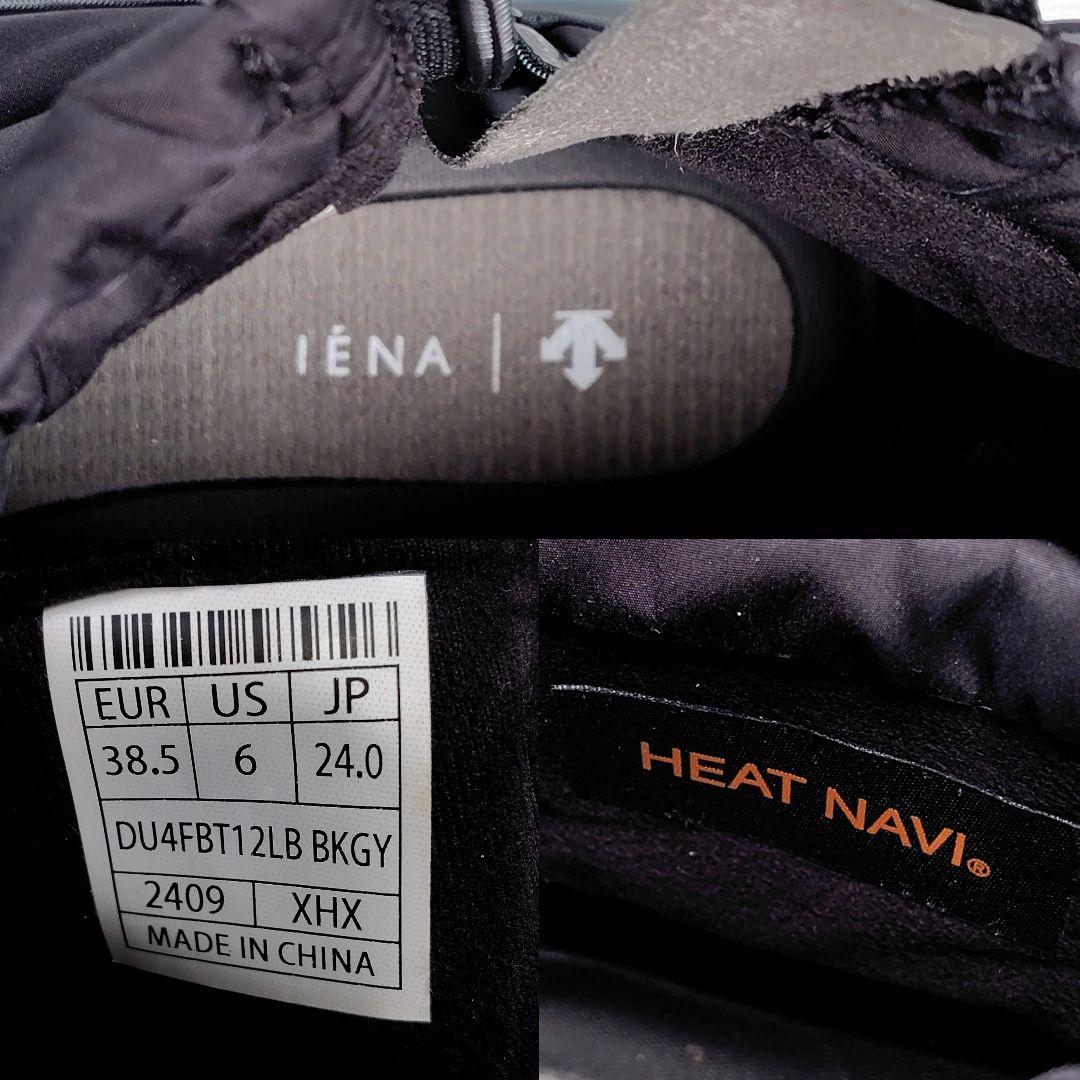 IÉNA
EUR US JP
38.5 6 24.0
DU4FBT12LB BKGY
2409 XHX
MADE IN CHINA
HEAT NAVI®